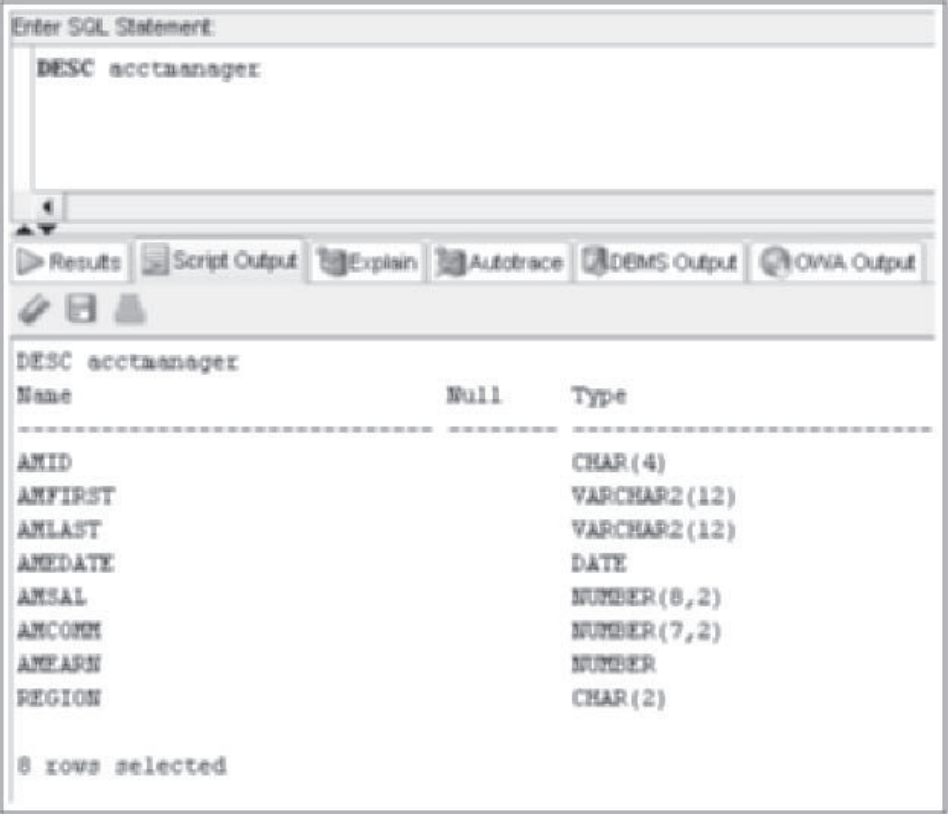 Enter SQL Statement:
DESC acctmanager
Results Script Output Explain Autotrace DBMS Output OWA Output
DESC acctmanager
Name Null Type
------------------------------ -------- --------------------------
AMID CHAR(4)
AMFIRST VARCHAR2(12)
AMLAST VARCHAR2(12)
AMEDATE DATE
AMSAL NUMBER(8,2)
AMCOMM NUMBER(7,2)
AMEARN NUMBER
REGION CHAR(2)
8 rows selected